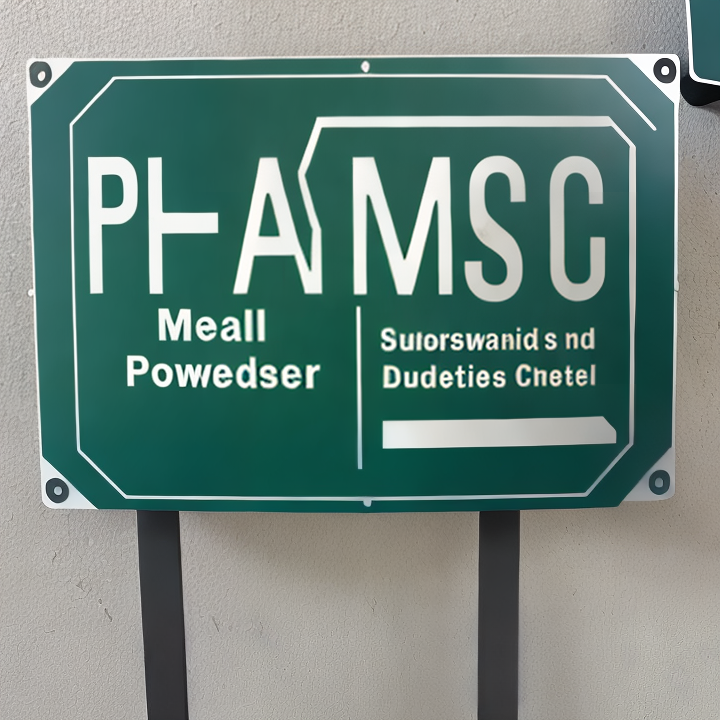 PHAMSC
Meall
Powedser
Sulorswanid s nd
Dudeties Chetel